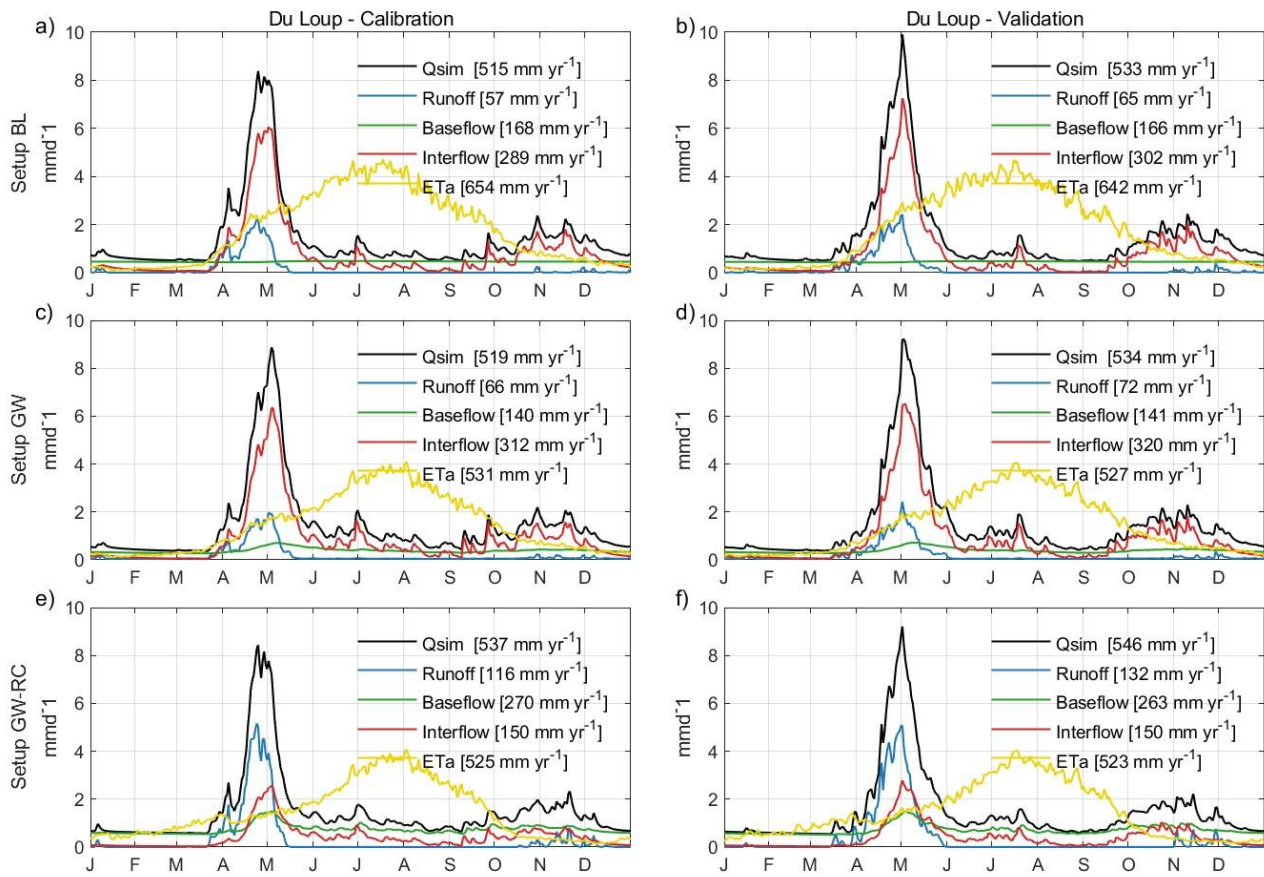 Du Loup - Calibration
Du Loup - Validation
a)
10
8
6
4
2
0
Setup BL
mmd-1
Qsim [515 mm yr-1]
Runoff [57 mm yr-1]
Baseflow [168 mm yr-1]
Interflow [289 mm yr-1]
ETa [654 mm yr-1]
J F M A M J J A S O N D
b)
10
8
6
4
2
0
mmd-1
Qsim [533 mm yr-1]
Runoff [65 mm yr-1]
Baseflow [166 mm yr-1]
Interflow [302 mm yr-1]
ETa [642 mm yr-1]
J F M A M J J A S O N D
c)
10
8
6
4
2
0
Setup GW
mmd-1
Qsim [519 mm yr-1]
Runoff [66 mm yr-1]
Baseflow [140 mm yr-1]
Interflow [312 mm yr-1]
ETa [531 mm yr-1]
J F M A M J J A S O N D
d)
10
8
6
4
2
0
mmd-1
Qsim [534 mm yr-1]
Runoff [72 mm yr-1]
Baseflow [141 mm yr-1]
Interflow [320 mm yr-1]
ETa [527 mm yr-1]
J F M A M J J A S O N D
e)
10
8
6
4
2
0
Setup GW-RC
mmd-1
Qsim [537 mm yr-1]
Runoff [116 mm yr-1]
Baseflow [270 mm yr-1]
Interflow [150 mm yr-1]
ETa [525 mm yr-1]
J F M A M J J A S O N D
f)
10
8
6
4
2
0
mmd-1
Qsim [546 mm yr-1]
Runoff [132 mm yr-1]
Baseflow [263 mm yr-1]
Interflow [150 mm yr-1]
ETa [523 mm yr-1]
J F M A M J J A S O N D